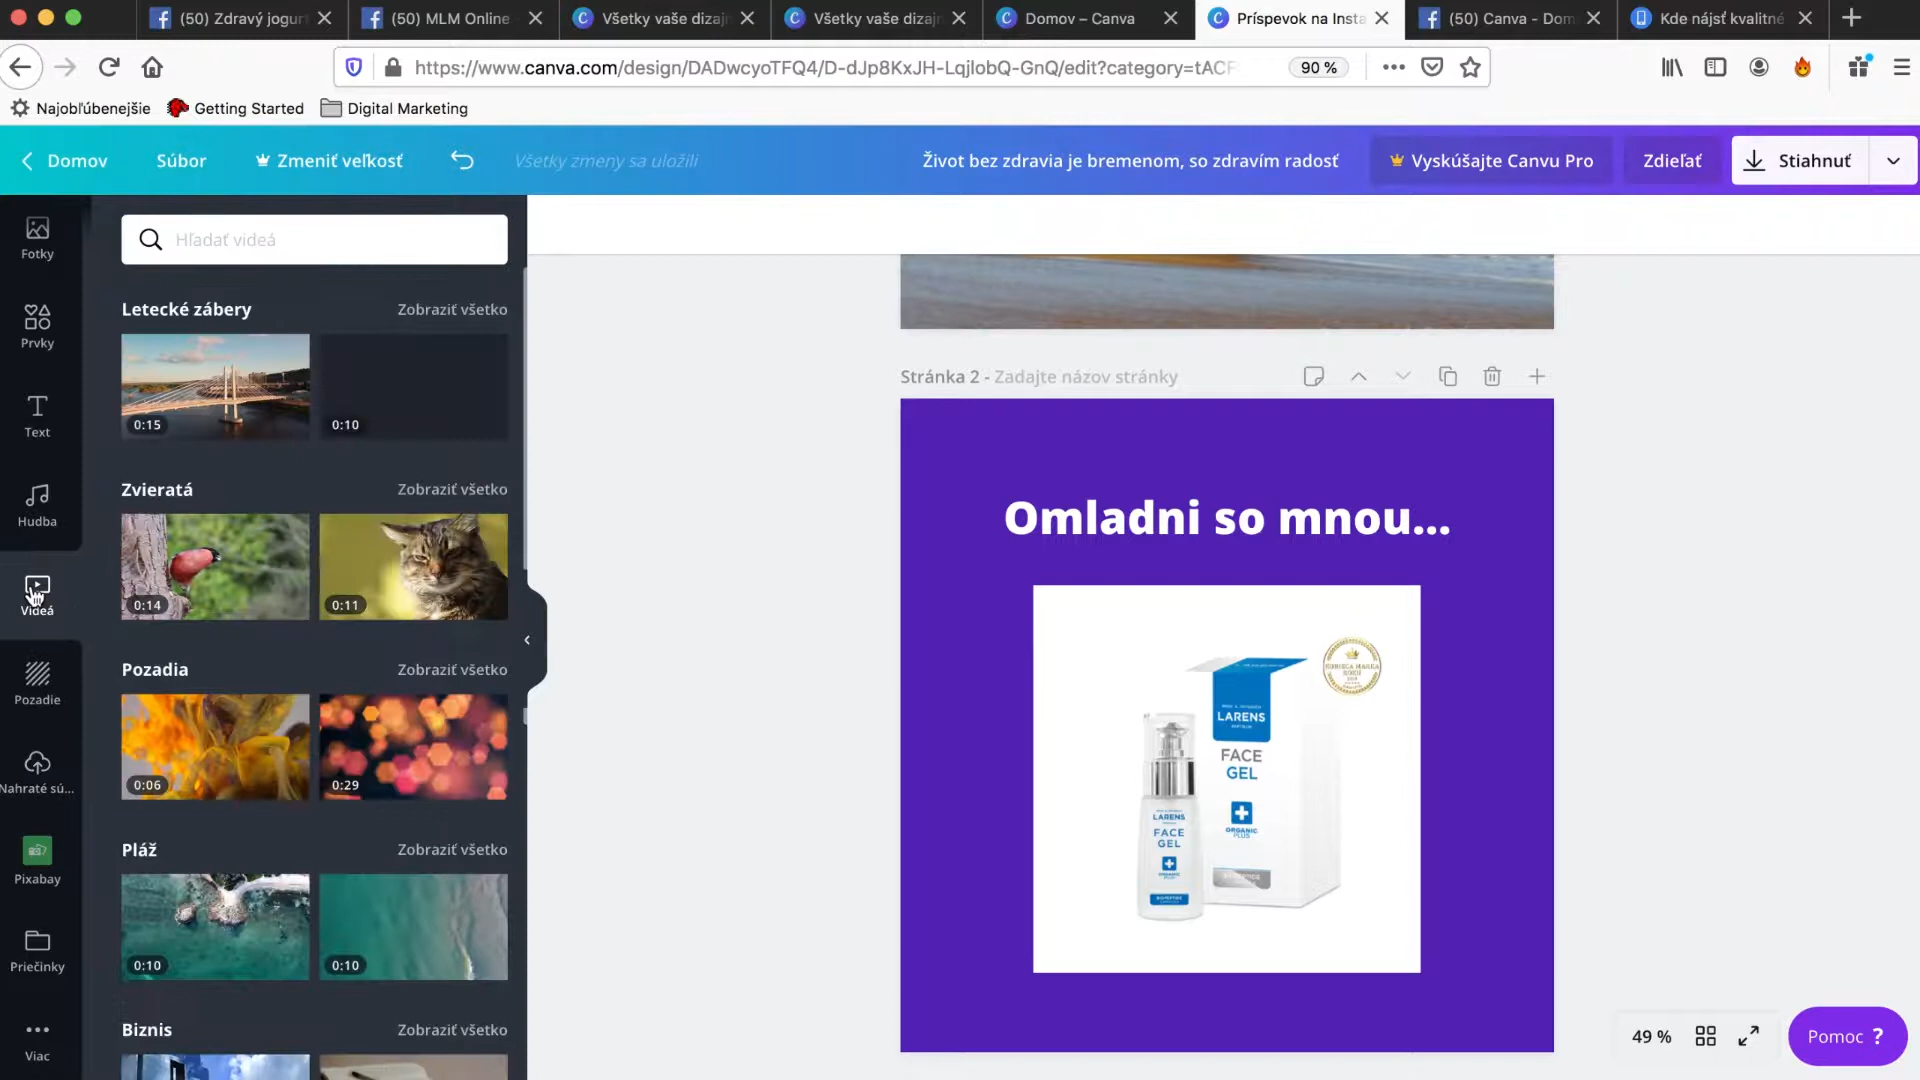 (50) Zdravý jogur
(50) MLM Online
Všetky vaše dizajn
Všetky vaše dizajn
Domov – Canva
Príspevok na Insta
(50) Canva - Dom
Kde nájsť kvalitné
https://www.canva.com/design/DADwcyoTFQ4/D-dJp8KxJH-LqjlobQ-GnQ/edit?category=tACF
90 %
Najobľúbenejšie
Getting Started
Digital Marketing
Domov
Súbor
Zmeniť veľkosť
Všetky zmeny sa uložili
Život bez zdravia je bremenom, so zdravím radosť
Vyskúšajte Canvu Pro
Zdieľať
Stiahnuť
Fotky
Prvky
Text
Hudba
Videá
Pozadie
Nahraté sú...
Pixabay
Priečinky
Viac
Hľadať videá
Letecké zábery
Zobraziť všetko
0:15
0:10
Zvieratá
Zobraziť všetko
0:14
0:11
Pozadia
Zobraziť všetko
0:06
0:29
Pláž
Zobraziť všetko
0:10
0:10
Biznis
Zobraziť všetko
Stránka 2 - Zadajte názov stránky
Omladni so mnou...
LARENS
FACE
GEL
ORGANIC
PLUS
LARENS
FACE
GEL
ORGANIC
PLUS
49 %
Pomoc ?